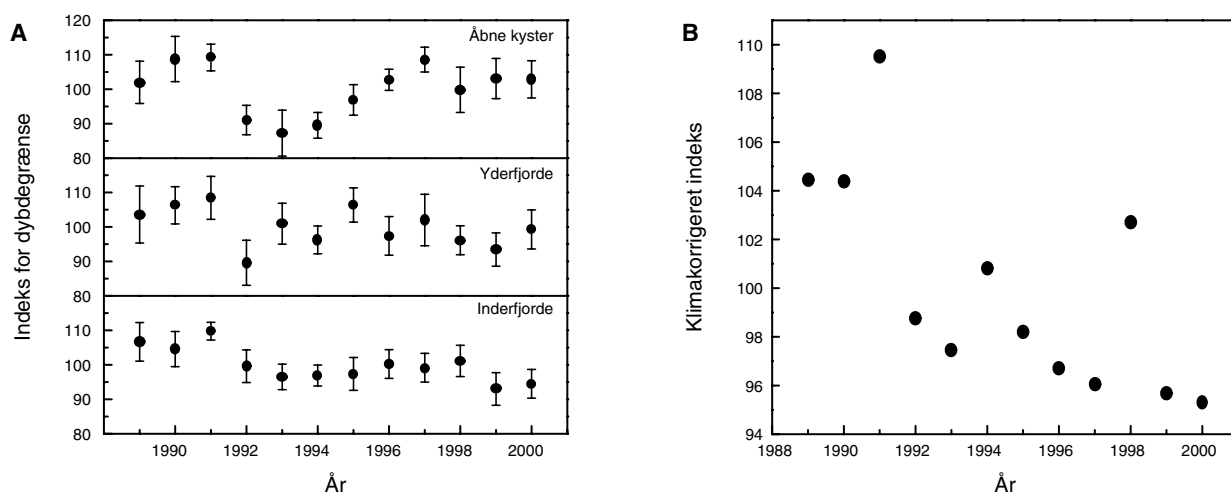 A
Indeks for dybdegrænse
120
110
100
90
80
Åbne kyster
110
100
90
80
Yderfjorde
110
100
90
80
Inderfjorde
1990 1992 1994 1996 1998 2000
År
B
Klimakorrigeret indeks
110
108
106
104
102
100
98
96
94
1988 1990 1992 1994 1996 1998 2000
År